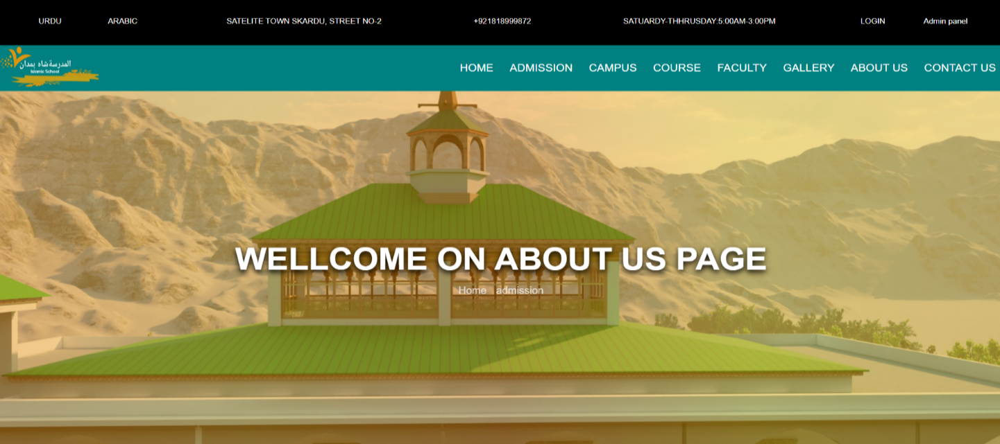 URDU ARABIC SATELITE TOWN SKARDU, STREET NO-2 +921818999872 SATUARDY-THHRUSDAY:5:00AM-3:00PM LOGIN Admin panel
المدرسة شاه بمدان
Islamic School
HOME ADMISSION CAMPUS COURSE FACULTY GALLERY ABOUT US CONTACT US
WELLCOME ON ABOUT US PAGE
Home admission